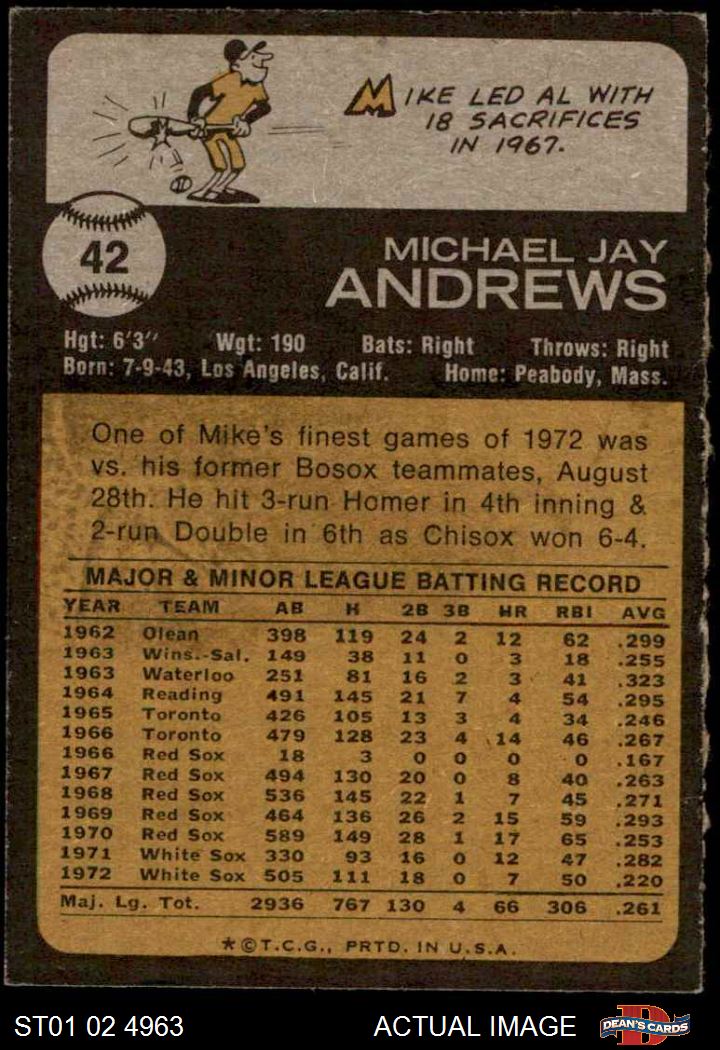 MIKE LED AL WITH
18 SACRIFICES
IN 1967.
42
MICHAEL JAY
ANDREWS
Hgt: 6'3" Wgt: 190 Bats: Right Throws: Right
Born: 7-9-43, Los Angeles, Calif. Home: Peabody, Mass.
One of Mike's finest games of 1972 was
vs. his former Bosox teammates, August
28th. He hit 3-run Homer in 4th inning &
2-run Double in 6th as Chisox won 6-4.
MAJOR & MINOR LEAGUE BATTING RECORD
YEAR TEAM AB H 2B 3B HR RBI AVG
1962 Olean 398 119 24 2 12 62 .299
1963 Wins.-Sal. 149 38 11 0 3 18 .255
1963 Waterloo 251 81 16 2 3 41 .323
1964 Reading 491 145 21 7 4 54 .295
1965 Toronto 426 105 13 3 4 34 .246
1966 Toronto 479 128 23 4 14 46 .267
1966 Red Sox 18 3 0 0 0 0 .167
1967 Red Sox 494 130 20 0 8 40 .263
1968 Red Sox 536 145 22 1 7 45 .271
1969 Red Sox 464 136 26 2 15 59 .293
1970 Red Sox 589 149 28 1 17 65 .253
1971 White Sox 330 93 16 0 12 47 .282
1972 White Sox 505 111 18 0 7 50 .220
Maj. Lg. Tot. 2936 767 130 4 66 306 .261
*©T.C.G., PRTD. IN U.S.A.
ST01 02 4963 ACTUAL IMAGE DEAN'S CARDS